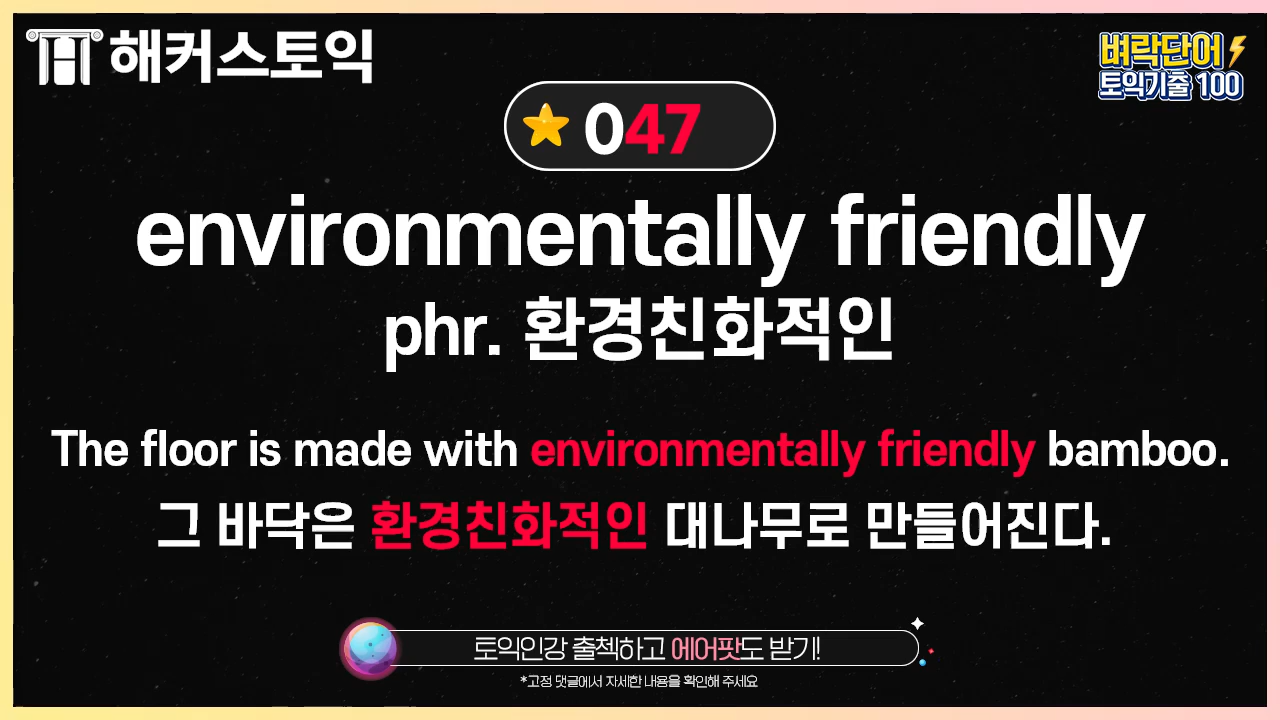 해커스토익
벼락단어
토익기출 100
047
environmentally friendly
phr. 환경친화적인
The floor is made with environmentally friendly bamboo.
그 바닥은 환경친화적인 대나무로 만들어진다.
토익인강 출첵하고 에어팟도 받기!
*고정 댓글에서 자세한 내용을 확인해 주세요